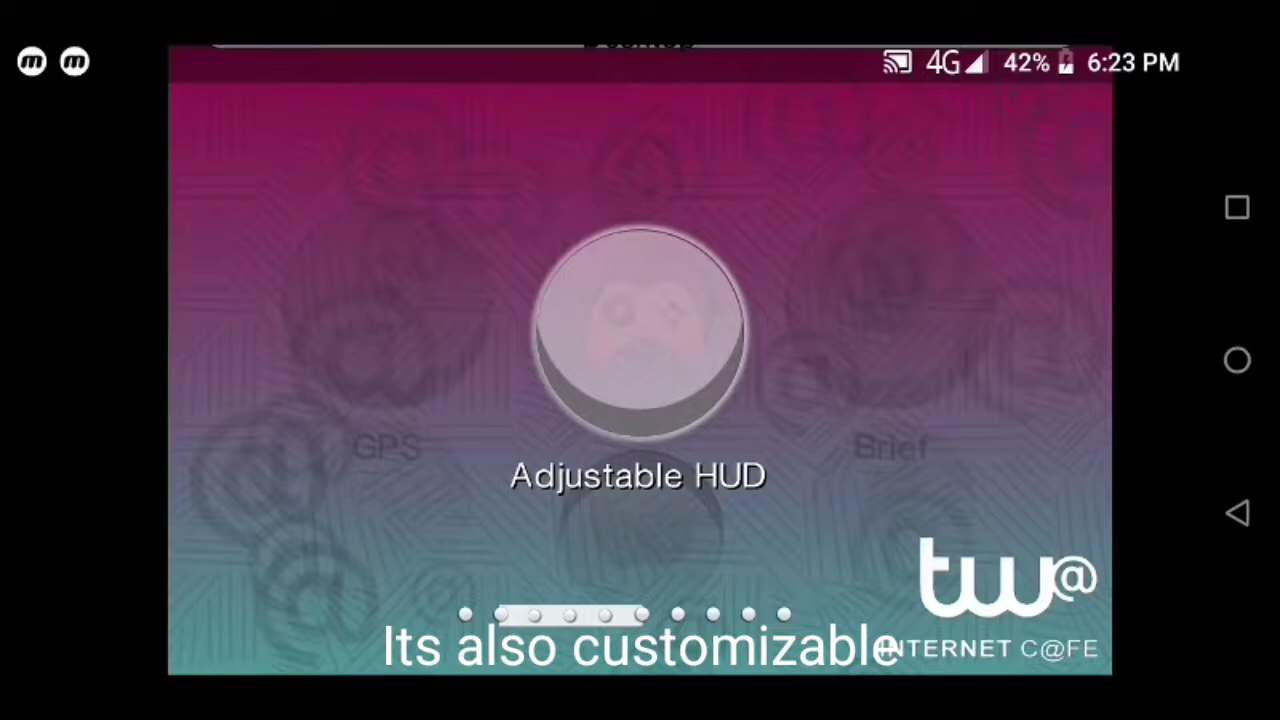 4G 42% 6:23 PM
GPS
Brief
Adjustable HUD
tw@
INTERNET C@FE
Its also customizable